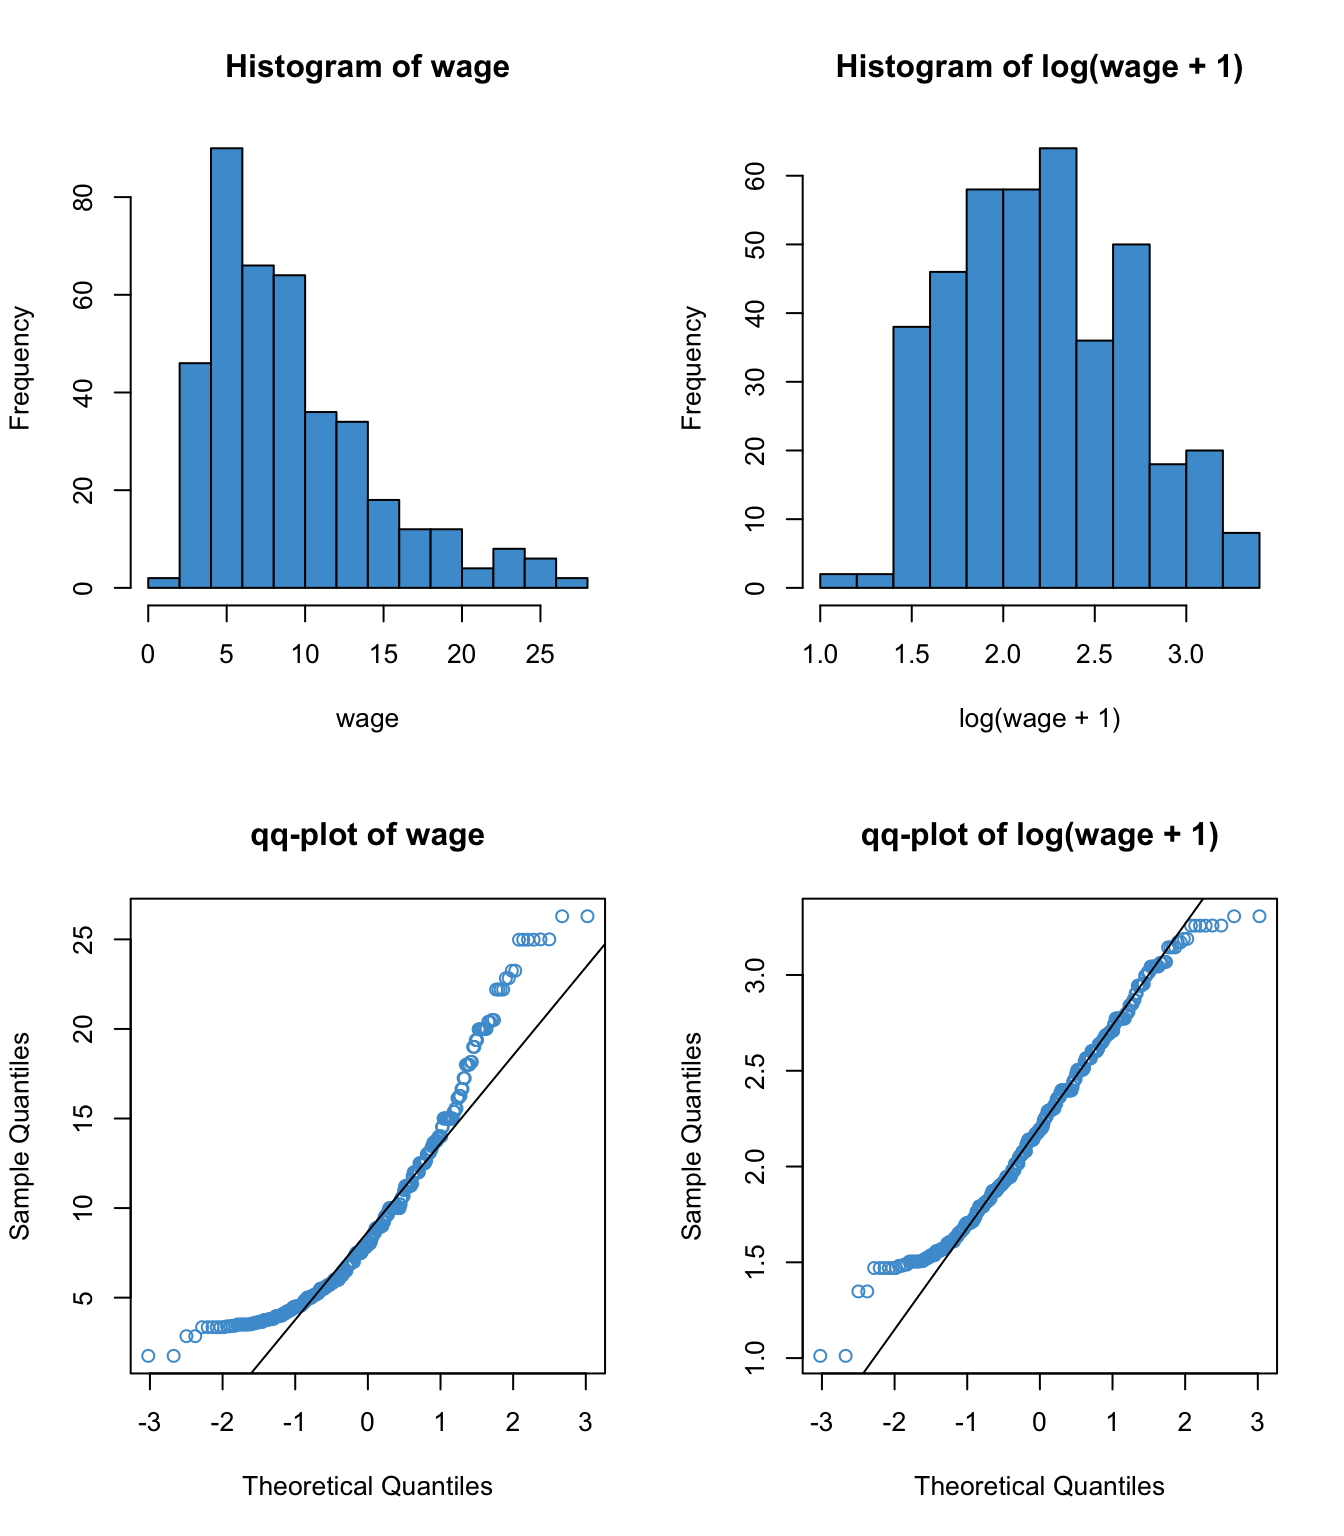 Histogram of wage
Frequency
80
60
40
20
0
0 5 10 15 20 25
wage
Histogram of log(wage + 1)
Frequency
60
50
40
30
20
10
0
1.0 1.5 2.0 2.5 3.0
log(wage + 1)
qq-plot of wage
Sample Quantiles
25
20
15
10
5
-3 -2 -1 0 1 2 3
Theoretical Quantiles
qq-plot of log(wage + 1)
Sample Quantiles
3.0
2.5
2.0
1.5
1.0
-3 -2 -1 0 1 2 3
Theoretical Quantiles